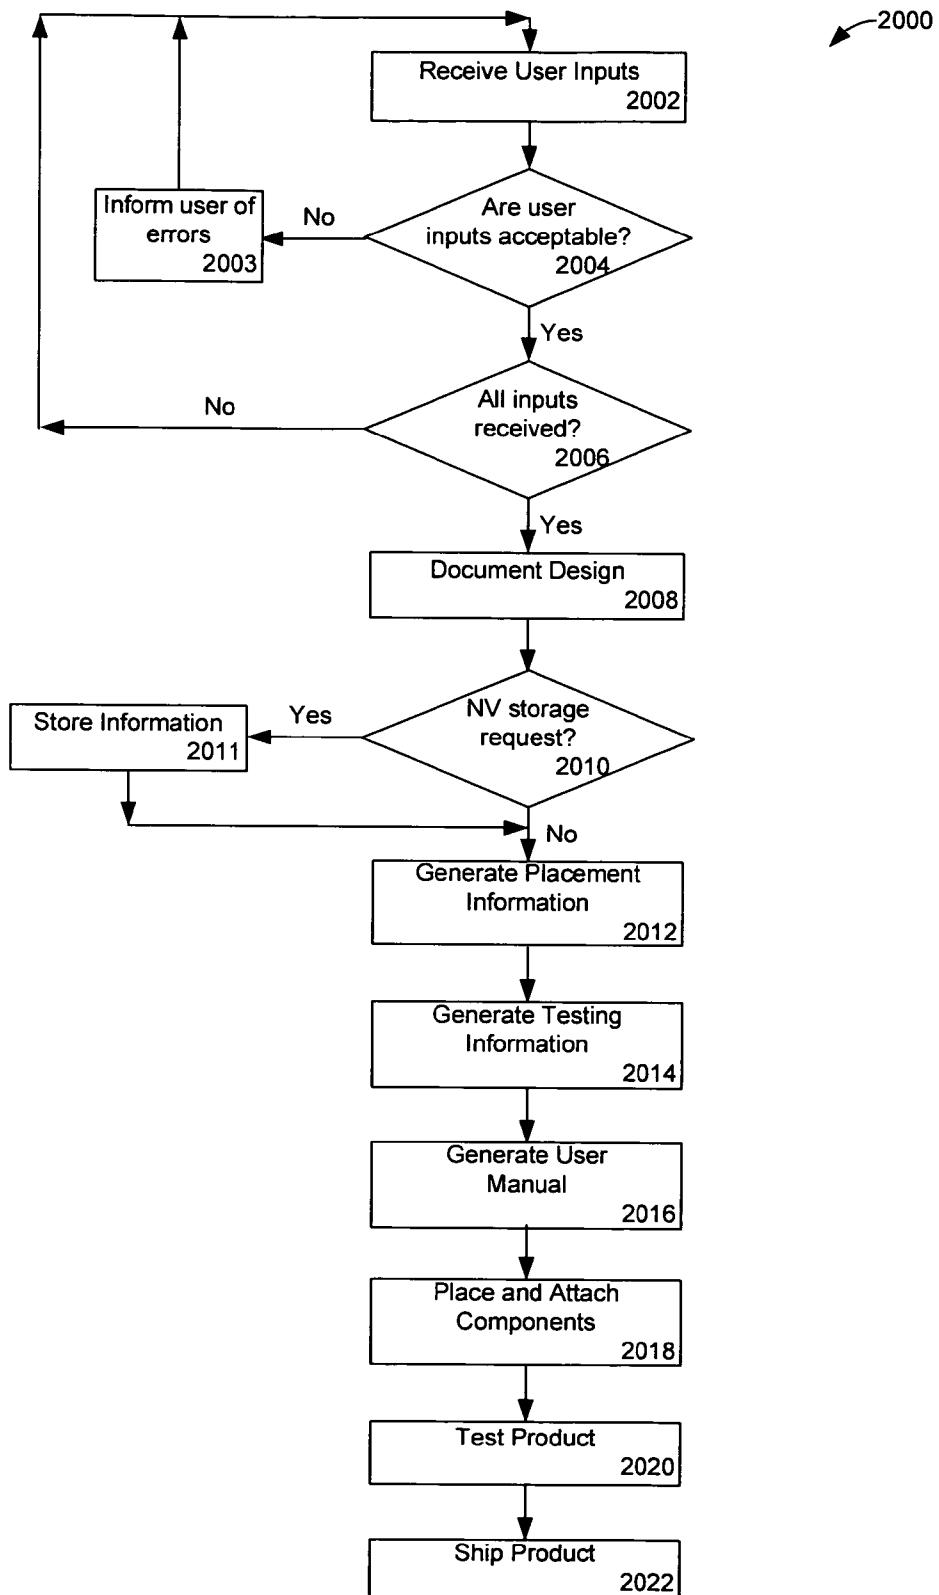 2000
Receive User Inputs
2002
Are user
inputs acceptable?
2004
No
Inform user of
errors
2003
Yes
All inputs
received?
2006
No
Yes
Document Design
2008
NV storage
request?
2010
Yes
Store Information
2011
No
Generate Placement
Information
2012
Generate Testing
Information
2014
Generate User
Manual
2016
Place and Attach
Components
2018
Test Product
2020
Ship Product
2022